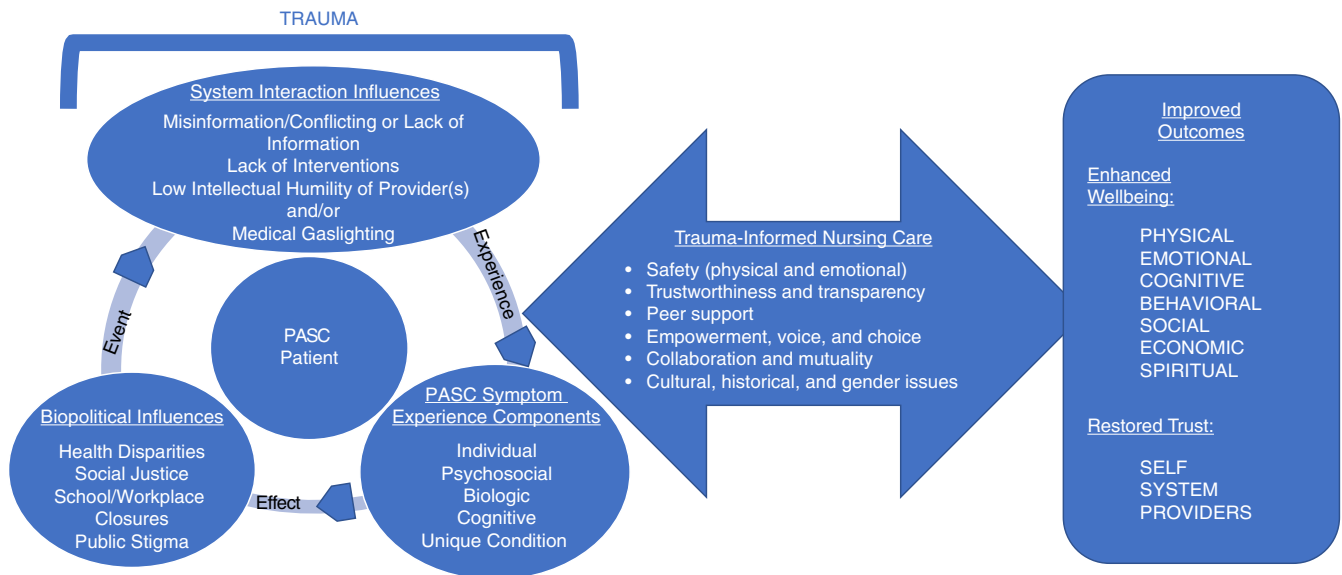 TRAUMA
System Interaction Influences
Misinformation/Conflicting or Lack of
Information
Lack of Interventions
Low Intellectual Humility of Provider(s)
and/or
Medical Gaslighting
Experience
Event
PASC
Patient
Biopolitical Influences
Health Disparities
Social Justice
School/Workplace
Closures
Public Stigma
Effect
PASC Symptom
Experience Components
Individual
Psychosocial
Biologic
Cognitive
Unique Condition
Trauma-Informed Nursing Care
• Safety (physical and emotional)
• Trustworthiness and transparency
• Peer support
• Empowerment, voice, and choice
• Collaboration and mutuality
• Cultural, historical, and gender issues
Improved
Outcomes
Enhanced
Wellbeing:
PHYSICAL
EMOTIONAL
COGNITIVE
BEHAVIORAL
SOCIAL
ECONOMIC
SPIRITUAL
Restored Trust:
SELF
SYSTEM
PROVIDERS